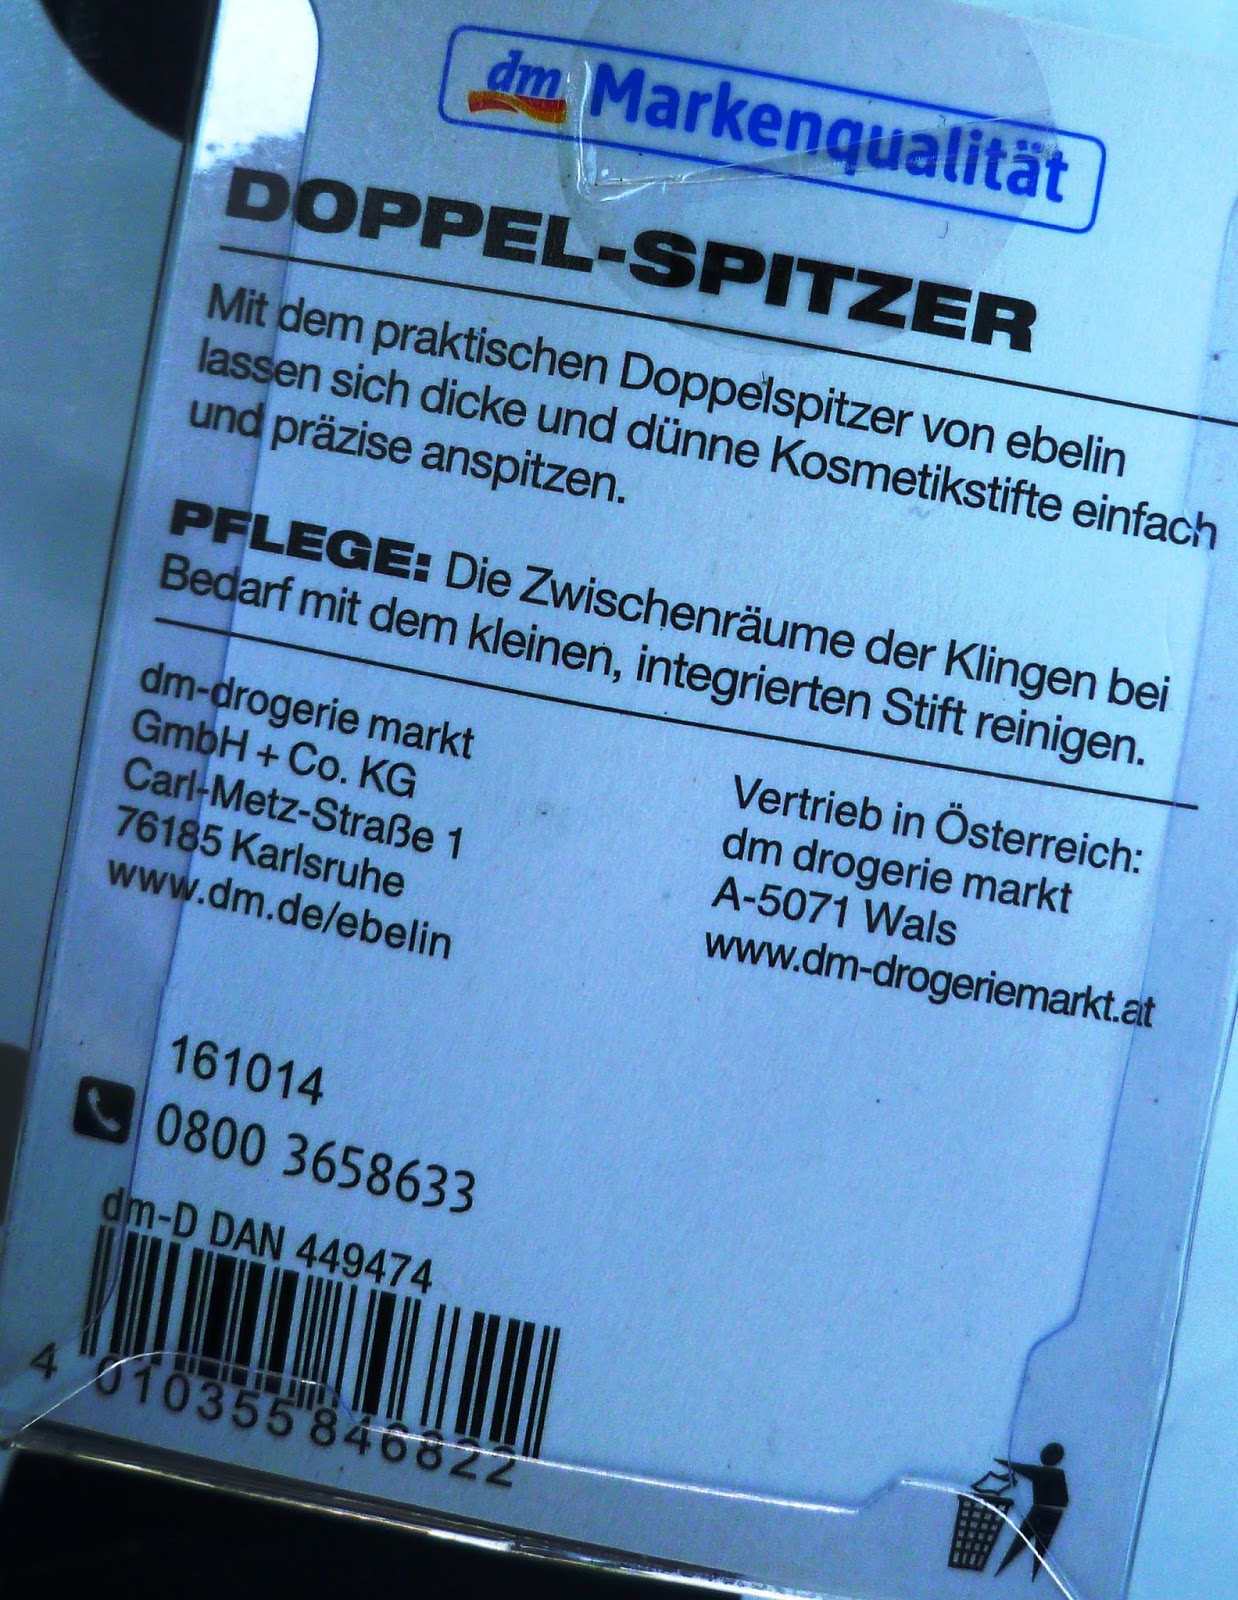 dm Markenqualität
DOPPEL-SPITZER
Mit dem praktischen Doppelspitzer von ebelin
lassen sich dicke und dünne Kosmetikstifte einfach
und präzise anspitzen.
PFLEGE: Die Zwischenräume der Klingen bei
Bedarf mit dem kleinen, integrierten Stift reinigen.
dm-drogerie markt
GmbH + Co. KG
Carl-Metz-Straße 1
76185 Karlsruhe
www.dm.de/ebelin
Vertrieb in Österreich:
dm drogerie markt
A-5071 Wals
www.dm-drogeriemarkt.at
161014
0800 3658633
dm-D DAN 449474
4 010355 846822